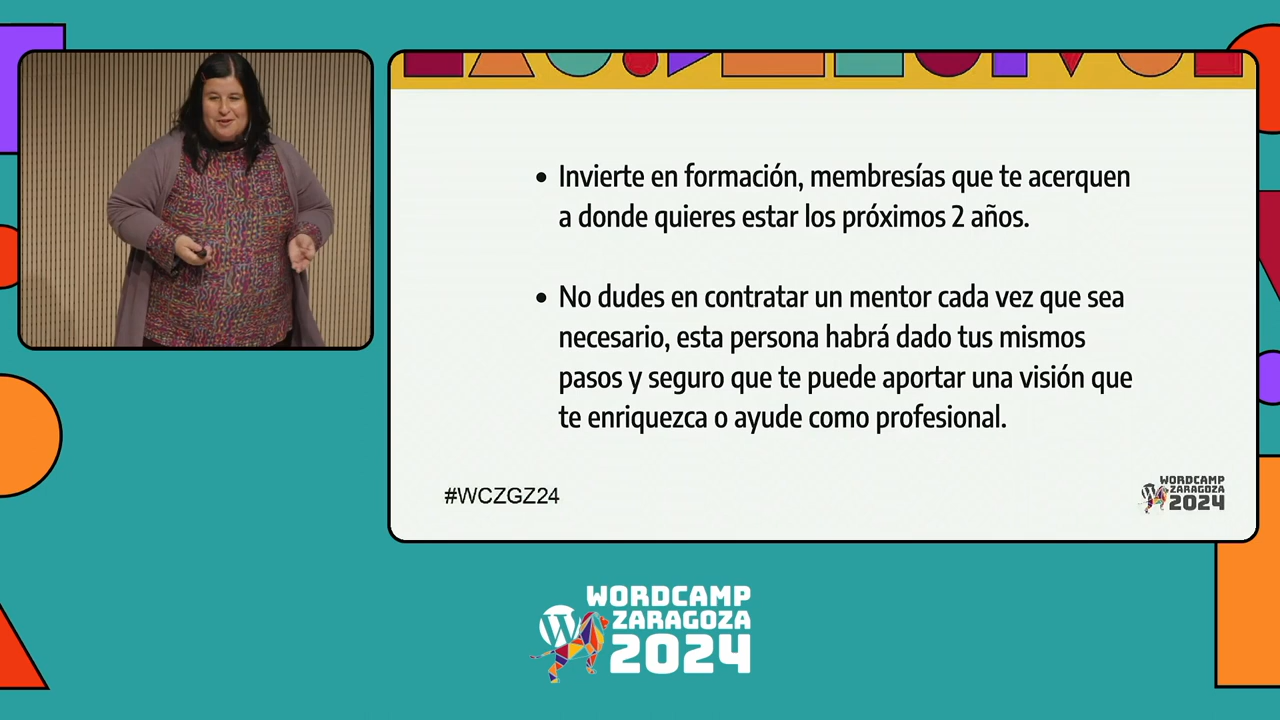 Invierte en formación, membresías que te acerquen
a donde quieres estar los próximos 2 años.
No dudes en contratar un mentor cada vez que sea
necesario, esta persona habrá dado tus mismos
pasos y seguro que te puede aportar una visión que
te enriquezca o ayude como profesional.
#WCZGZ24
WORDCAMP
ZARAGOZA
2024
WORDCAMP
ZARAGOZA
2024